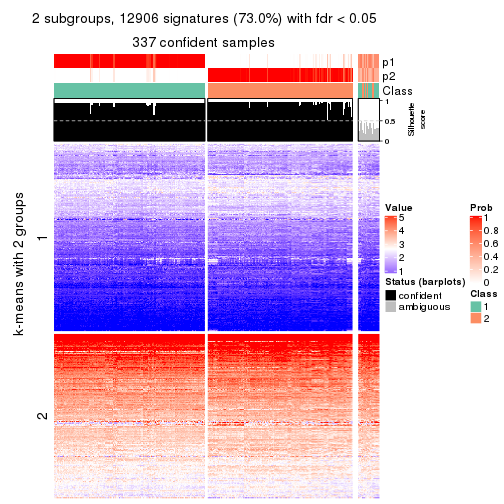 2 subgroups, 12906 signatures (73.0%) with fdr < 0.05
337 confident samples
p1
p2
Class
1
0.5
0
Silhouette
score
k-means with 2 groups
1
2
Value
5
4
3
2
1
Status (barplots)
confident
ambiguous
Prob
1
0.8
0.6
0.4
0.2
0
Class
1
2